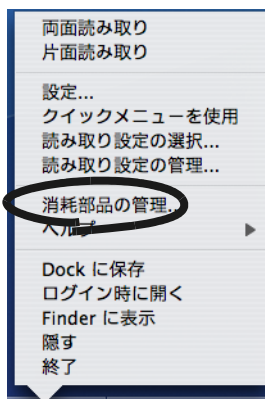 両面読み取り
片面読み取り
設定...
クイックメニューを使用
読み取り設定の選択...
読み取り設定の管理...
消耗部品の管理...
ヘルプ
Dock に保存
ログイン時に開く
Finder に表示
隠す
終了